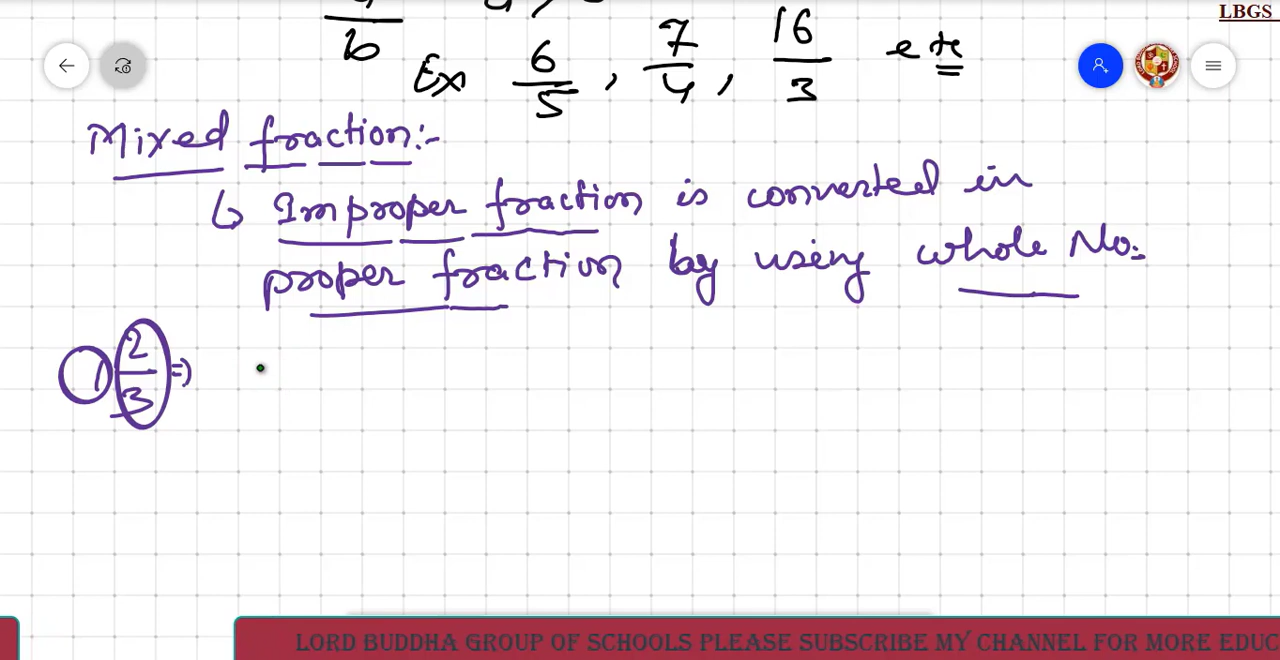 LBGS
b
Ex 6/5, 7/4, 16/3 etc
Mixed fraction:-
↳ Improper fraction is converted in
proper fraction by using whole No.
1 2/3 ⇒
LORD BUDDHA GROUP OF SCHOOLS PLEASE SUBSCRIBE MY CHANNEL FOR MORE EDUC